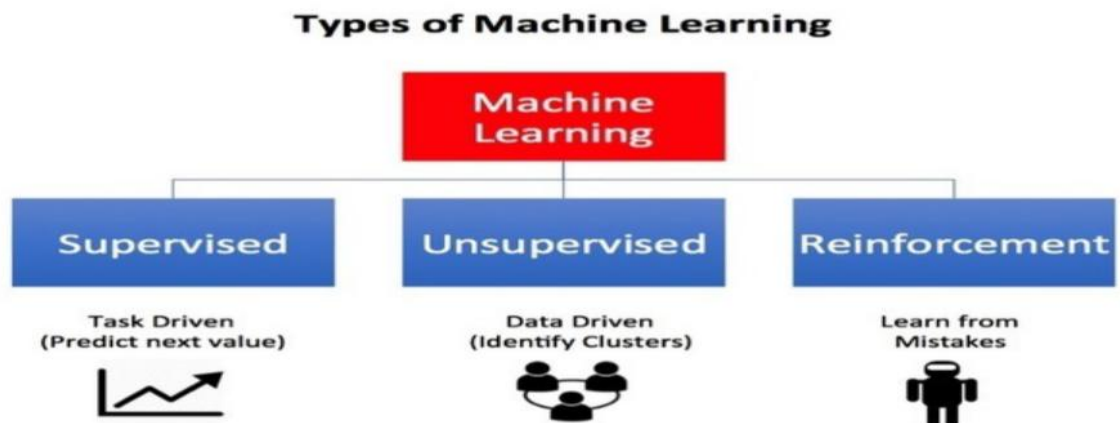 Types of Machine Learning
Machine
Learning
Supervised
Unsupervised
Reinforcement
Task Driven
(Predict next value)
Data Driven
(Identify Clusters)
Learn from
Mistakes